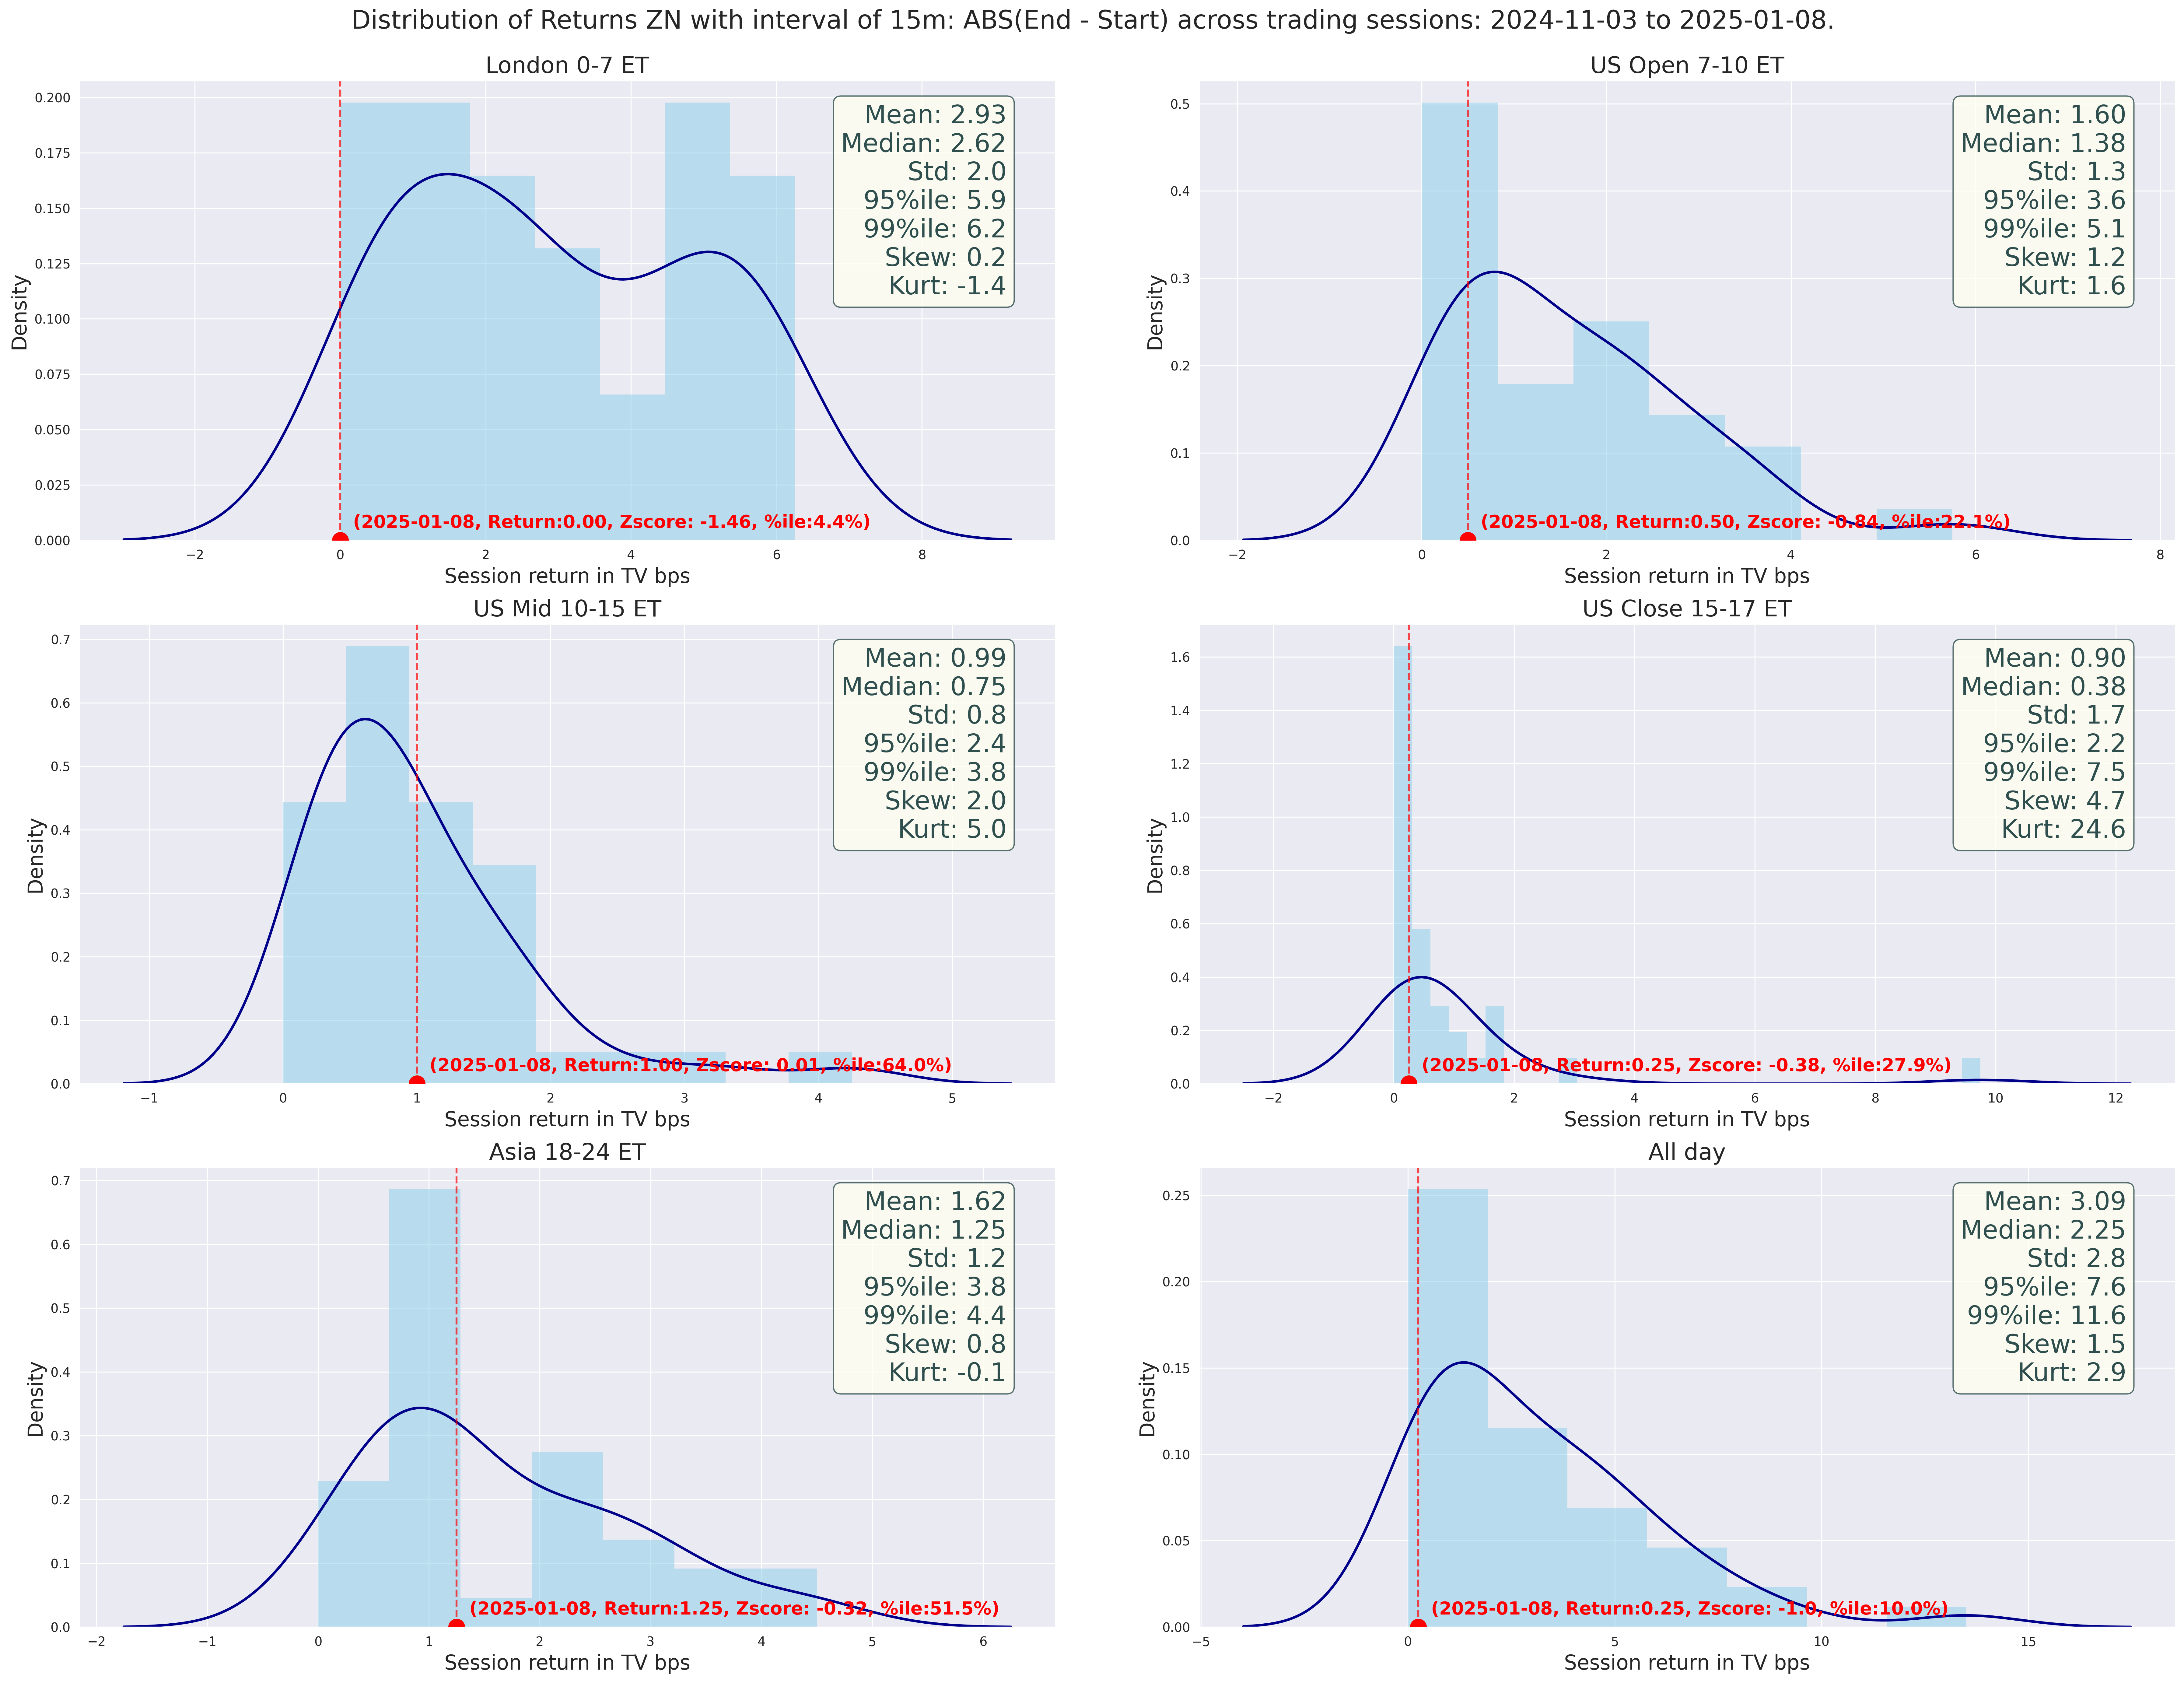 Distribution of Returns ZN with interval of 15m: ABS(End - Start) across trading sessions: 2024-11-03 to 2025-01-08.
London 0-7 ET
Density
0.200
0.175
0.150
0.125
0.100
0.075
0.050
0.025
0.000
Mean: 2.93
Median: 2.62
Std: 2.0
95%ile: 5.9
99%ile: 6.2
Skew: 0.2
Kurt: -1.4
(2025-01-08, Return:0.00, Zscore: -1.46, %ile:4.4%)
−2 0 2 4 6 8
Session return in TV bps
US Open 7-10 ET
Density
0.5
0.4
0.3
0.2
0.1
0.0
Mean: 1.60
Median: 1.38
Std: 1.3
95%ile: 3.6
99%ile: 5.1
Skew: 1.2
Kurt: 1.6
(2025-01-08, Return:0.50, Zscore: -0.84, %ile:22.1%)
−2 0 2 4 6 8
Session return in TV bps
US Mid 10-15 ET
Density
0.7
0.6
0.5
0.4
0.3
0.2
0.1
0.0
Mean: 0.99
Median: 0.75
Std: 0.8
95%ile: 2.4
99%ile: 3.8
Skew: 2.0
Kurt: 5.0
(2025-01-08, Return:1.00, Zscore: 0.01, %ile:64.0%)
−1 0 1 2 3 4 5
Session return in TV bps
US Close 15-17 ET
Density
1.6
1.4
1.2
1.0
0.8
0.6
0.4
0.2
0.0
Mean: 0.90
Median: 0.38
Std: 1.7
95%ile: 2.2
99%ile: 7.5
Skew: 4.7
Kurt: 24.6
(2025-01-08, Return:0.25, Zscore: -0.38, %ile:27.9%)
−2 0 2 4 6 8 10 12
Session return in TV bps
Asia 18-24 ET
Density
0.7
0.6
0.5
0.4
0.3
0.2
0.1
0.0
Mean: 1.62
Median: 1.25
Std: 1.2
95%ile: 3.8
99%ile: 4.4
Skew: 0.8
Kurt: -0.1
(2025-01-08, Return:1.25, Zscore: -0.32, %ile:51.5%)
−2 −1 0 1 2 3 4 5 6
Session return in TV bps
All day
Density
0.25
0.20
0.15
0.10
0.05
0.00
Mean: 3.09
Median: 2.25
Std: 2.8
95%ile: 7.6
99%ile: 11.6
Skew: 1.5
Kurt: 2.9
(2025-01-08, Return:0.25, Zscore: -1.0, %ile:10.0%)
−5 0 5 10 15
Session return in TV bps